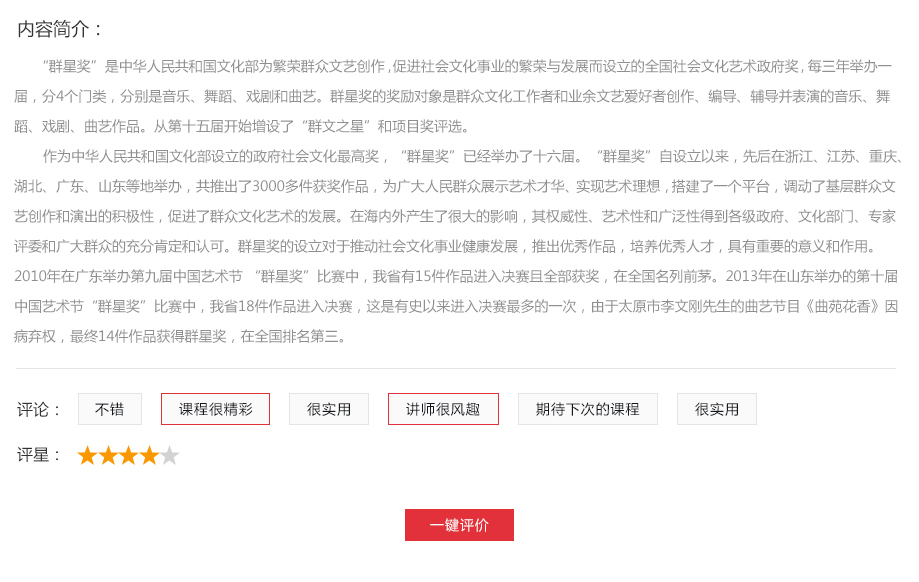 内容简介：
“群星奖”是中华人民共和国文化部为繁荣群众文艺创作,促进社会文化事业的繁荣与发展而设立的全国社会文化艺术政府奖,每三年举办一
届，分4个门类，分别是音乐、舞蹈、戏剧和曲艺。群星奖的奖励对象是群众文化工作者和业余文艺爱好者创作、编导、辅导并表演的音乐、舞
蹈、戏剧、曲艺作品。从第十五届开始增设了“群文之星”和项目奖评选。
作为中华人民共和国文化部设立的政府社会文化最高奖，“群星奖”已经举办了十六届。“群星奖”自设立以来，先后在浙江、江苏、重庆、
湖北、广东、山东等地举办，共推出了3000多件获奖作品，为广大人民群众展示艺术才华、实现艺术理想，搭建了一个平台，调动了基层群众文
艺创作和演出的积极性，促进了群众文化艺术的发展。在海内外产生了很大的影响，其权威性、艺术性和广泛性得到各级政府、文化部门、专家
评委和广大群众的充分肯定和认可。群星奖的设立对于推动社会文化事业健康发展，推出优秀作品，培养优秀人才，具有重要的意义和作用。
2010年在广东举办第九届中国艺术节 “群星奖”比赛中，我省有15件作品进入决赛且全部获奖，在全国名列前茅。2013年在山东举办的第十届
中国艺术节“群星奖”比赛中，我省18件作品进入决赛，这是有史以来进入决赛最多的一次，由于太原市李文刚先生的曲艺节目《曲苑花香》因
病弃权，最终14件作品获得群星奖，在全国排名第三。
评论： 不错 课程很精彩 很实用 讲师很风趣 期待下次的课程 很实用
评星：
一键评价